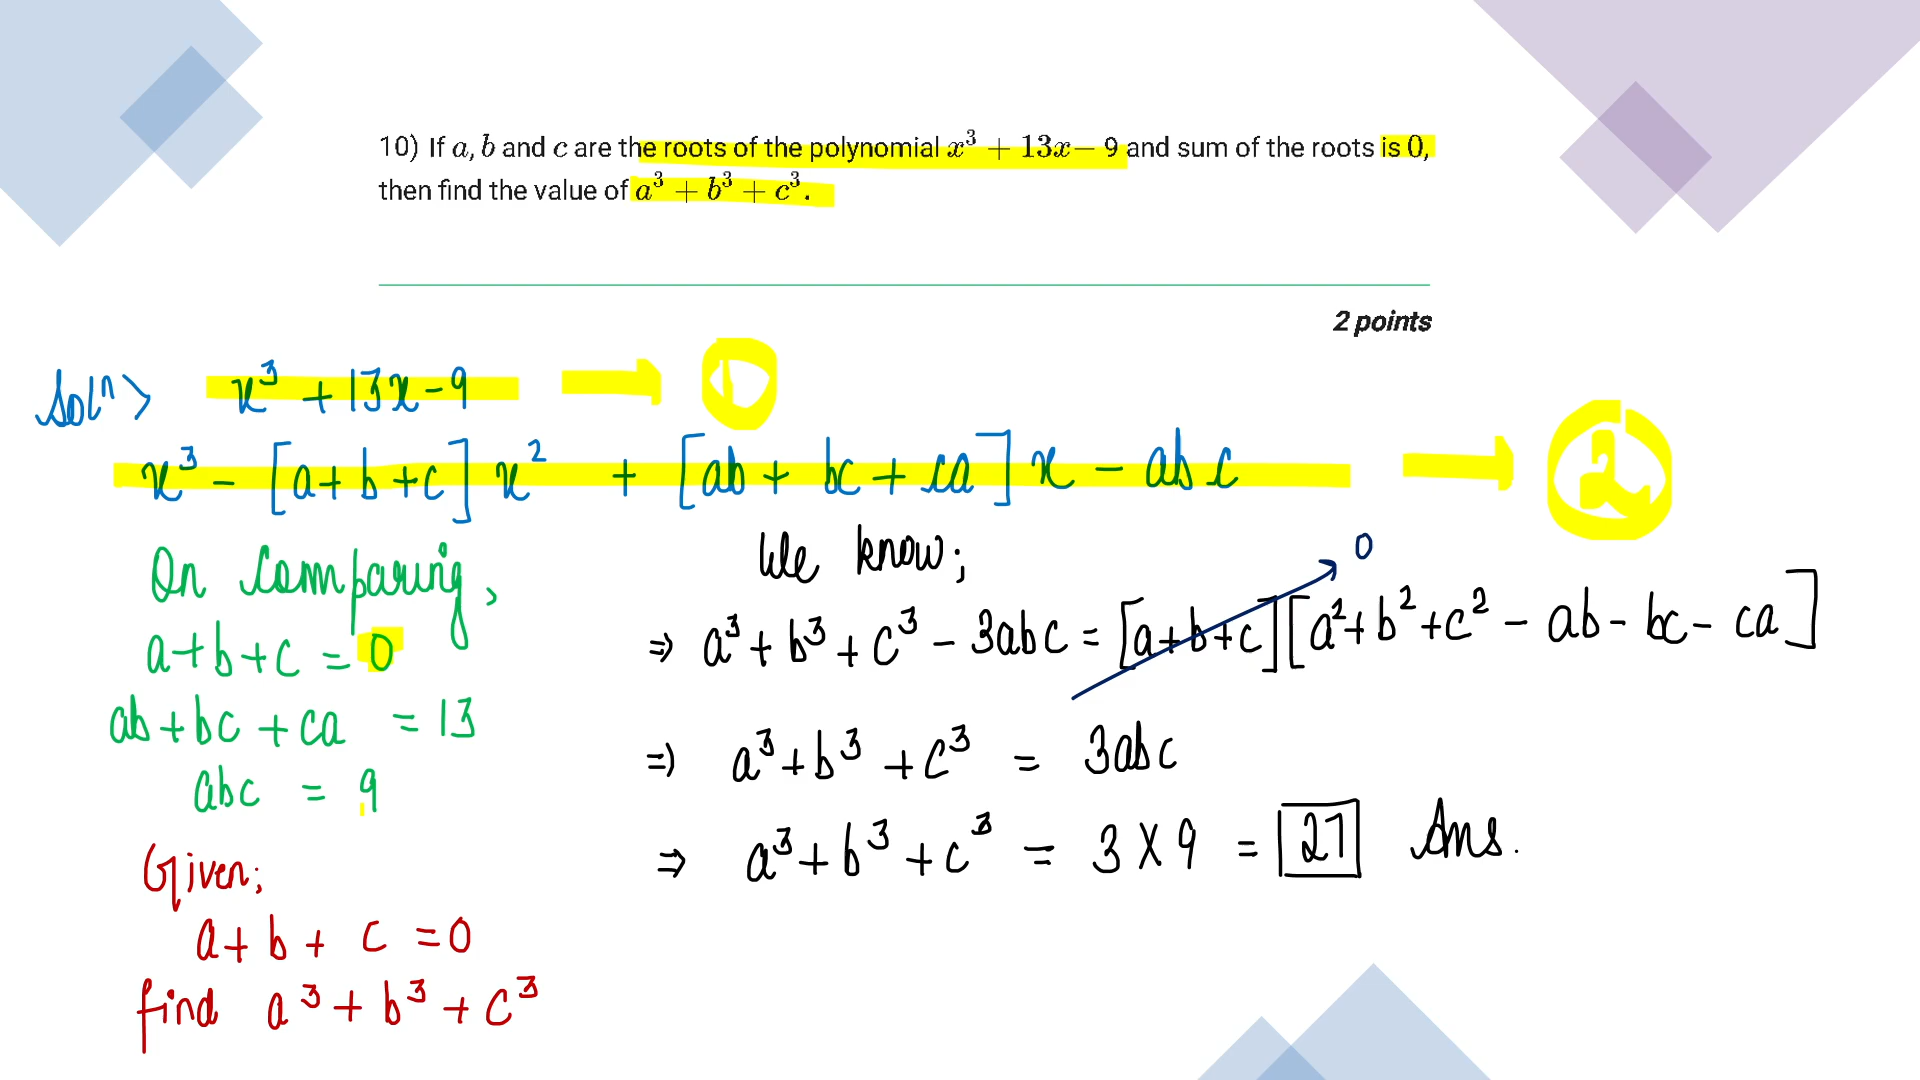 10) If a, b and c are the roots of the polynomial x³ + 13x − 9 and sum of the roots is 0,
then find the value of a³ + b³ + c³.
2 points
Solⁿ> x³ + 13x - 9 → 1
x³ - [a+b+c] x² + [ab + bc + ca] x - abc → 2
On Comparing,
a+b+c = 0
ab+bc+ca = 13
abc = 9
Given;
a+b+c = 0
find a³ + b³ + c³
We know;
⇒ a³ + b³ + c³ - 3abc = [a+b+c][a²+b²+c² - ab - bc - ca]
0
⇒ a³ + b³ + c³ = 3abc
⇒ a³ + b³ + c³ = 3 X 9 = 27 Ans.